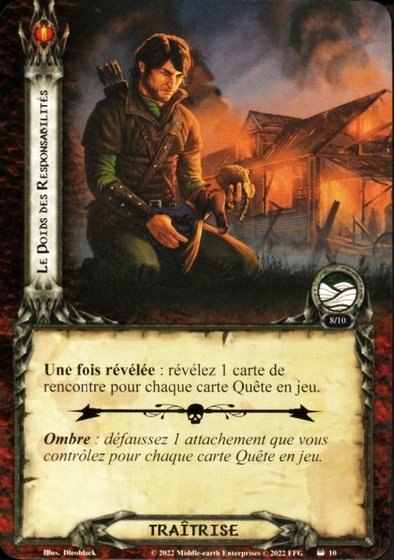 Le Poids des Responsabilités
8/10
Une fois révélée : révélez 1 carte de
rencontre pour chaque carte Quête en jeu.
Ombre : défaussez 1 attachement que vous
contrôlez pour chaque carte Quête en jeu.
TRAÎTRISE
Illus. Dleoblack
© 2022 Middle-earth Enterprises © 2022 FFG
10